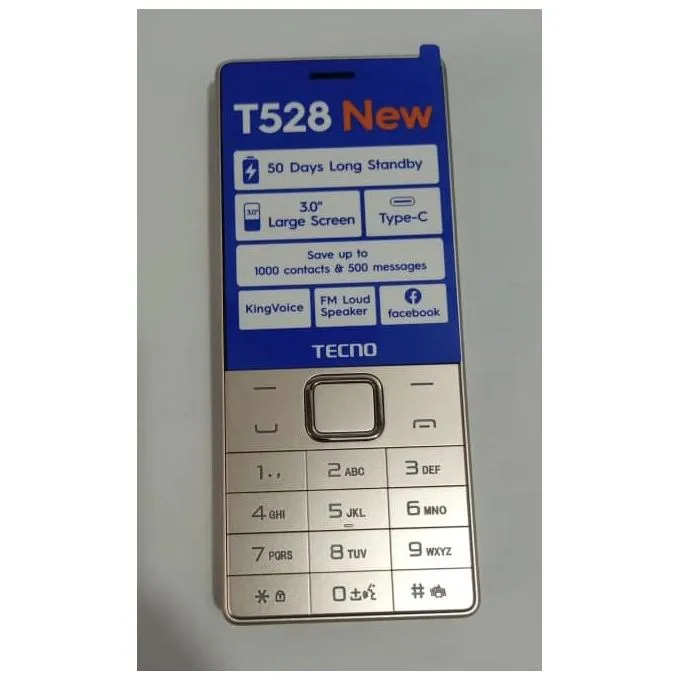 T528 New
50 Days Long Standby
3.0"
3.0"
Large Screen
Type-C
Save up to
1000 contacts & 500 messages
KingVoice
FM Loud
Speaker
facebook
TECNO
1 . ,
2 ABC
3 DEF
4 GHI
5 JKL
6 MNO
7 PQRS
8 TUV
9 WXYZ
*
0
#